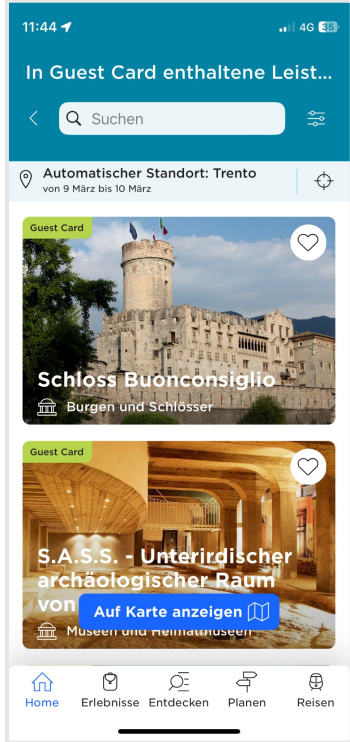 11:44
4G 35
In Guest Card enthaltene Leist...
Suchen
Automatischer Standort: Trento
von 9 März bis 10 März
Guest Card
Schloss Buonconsiglio
Burgen und Schlösser
Guest Card
S.A.S.S. - Unterirdischer
archäologischer Raum
von
Auf Karte anzeigen
Museen und Heimatmuseen
Home
Erlebnisse
Entdecken
Planen
Reisen